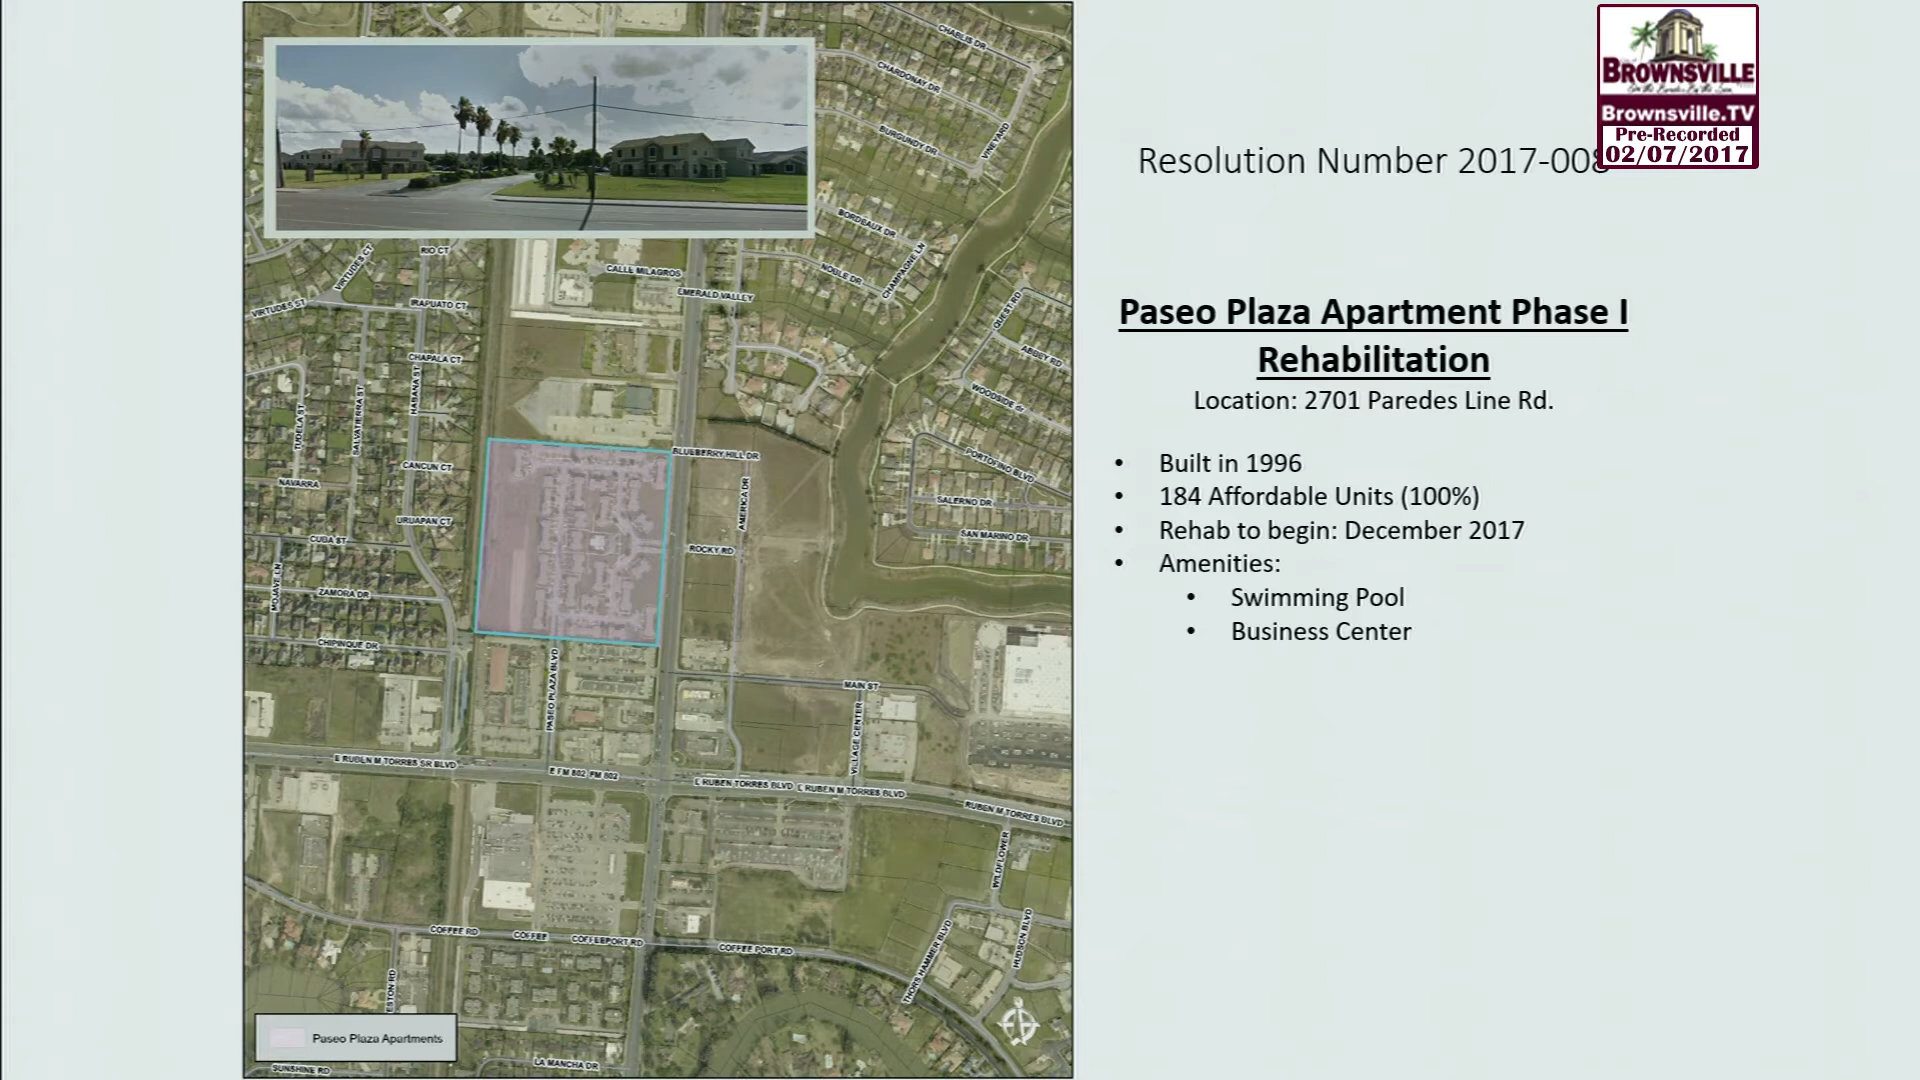 BROWNSVILLE
Brownsville.TV
Pre-Recorded
02/07/2017
Resolution Number 2017-008
Paseo Plaza Apartment Phase I
Rehabilitation
Location: 2701 Paredes Line Rd.
• Built in 1996
• 184 Affordable Units (100%)
• Rehab to begin: December 2017
• Amenities:
• Swimming Pool
• Business Center
CHABLIS DR
CHARDONAY DR
BURGUNDY DR
VINEYARD
BORDEAUX DR
NOBLE DR
CHAMPAGNE LN
VIRTUDES CT
RIO CT
CALLE MILAGROS
EMERALD VALLEY
VIRTUDES ST
IRAPUATO CT
QUEST RD
ABBEY RD
CHAPALA CT
HABANA ST
SALVATIERRA ST
TUDELA ST
WOODSIDE dr
BLUEBERRY HILL DR
PORTOFINO BLVD
CANCUN CT
NAVARRA
AMERICA DR
SALERNO DR
URUAPAN CT
CUBA ST
SAN MARINO DR
ROCKY RD
MOJAVE LN
ZAMORA DR
CHIPINQUE DR
PASEO PLAZA BLVD
MAIN ST
VILLAGE CENTER
E RUBEN M TORRES SR BLVD
E FM 802 FM 802
E RUBEN TORRES BLVD
E RUBEN M TORRES BLVD
RUBEN M TORRES BLVD
WILDFLOWER
COFFEE RD
COFFEE
COFFEEPORT RD
COFFEE PORT RD
THORS HAMMER BLVD
HUDSON BLVD
ESTON RD
Paseo Plaza Apartments
LA MANCHA DR
SUNSHINE RD